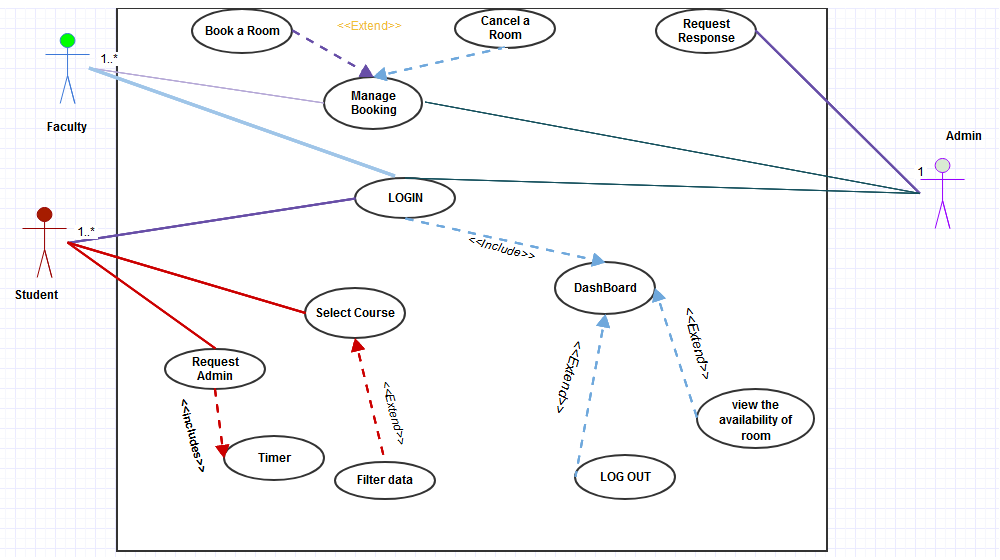 Book a Room
<<Extend>>
Cancel a
Room
Request
Response
1..*
Faculty
Manage
Booking
Admin
1
LOGIN
1..*
Student
<<Include>>
DashBoard
Select Course
<<Extend>>
<<Extend>>
Request
Admin
<<includes>>
<<Extend>>
view the
availability of
room
Timer
Filter data
LOG OUT